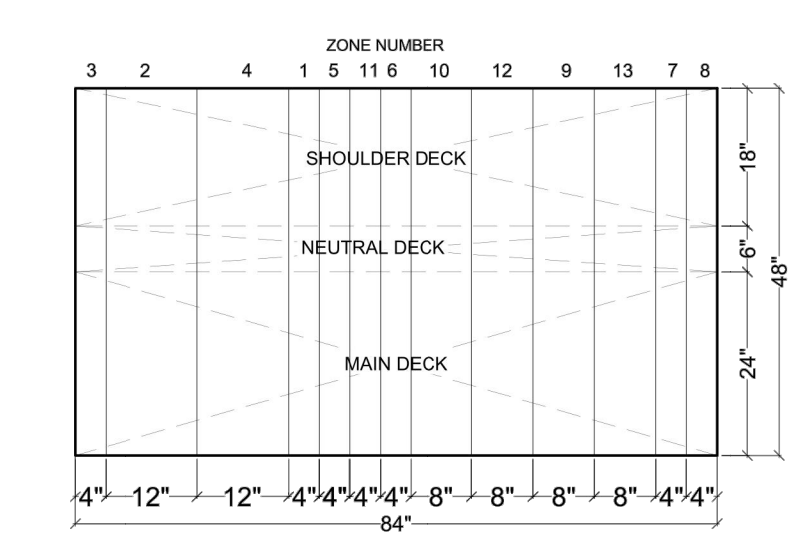 ZONE NUMBER
3 2 4 1 5 11 6 10 12 9 13 7 8
SHOULDER DECK
18"
NEUTRAL DECK
6"
48"
MAIN DECK
24"
4" 12" 12" 4" 4" 4" 4" 8" 8" 8" 8" 4" 4"
84"